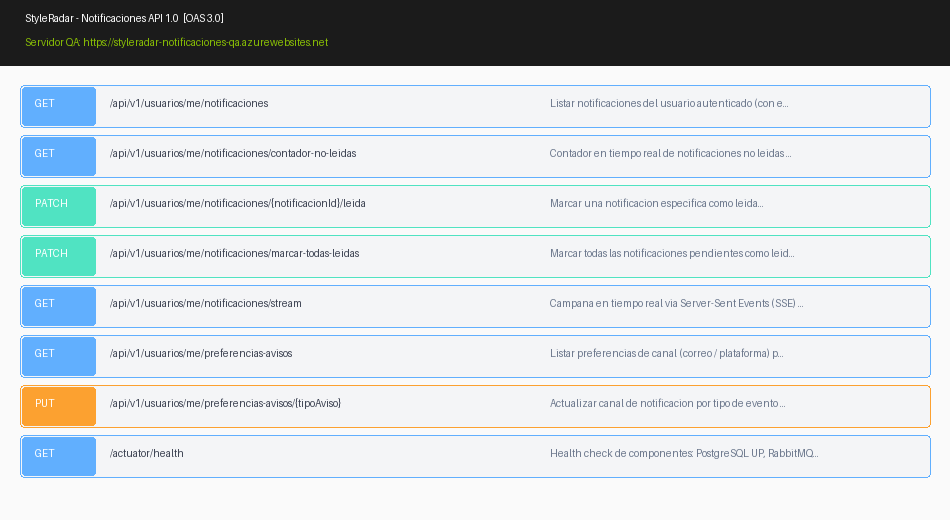 StyleRadar - Notificaciones API 1.0 [OAS 3.0]
Servidor QA: https://styleradar-notificaciones-qa.azurewebsites.net
GET /api/v1/usuarios/me/notificaciones Listar notificaciones del usuario autenticado (con e...
GET /api/v1/usuarios/me/notificaciones/contador-no-leidas Contador en tiempo real de notificaciones no leidas...
PATCH /api/v1/usuarios/me/notificaciones/{notificacionId}/leida Marcar una notificacion especifica como leida...
PATCH /api/v1/usuarios/me/notificaciones/marcar-todas-leidas Marcar todas las notificaciones pendientes como leid...
GET /api/v1/usuarios/me/notificaciones/stream Campana en tiempo real via Server-Sent Events (SSE)...
GET /api/v1/usuarios/me/preferencias-avisos Listar preferencias de canal (correo / plataforma) p...
PUT /api/v1/usuarios/me/preferencias-avisos/{tipoAviso} Actualizar canal de notificacion por tipo de evento...
GET /actuator/health Health check de componentes: PostgreSQL UP, RabbitMQ...